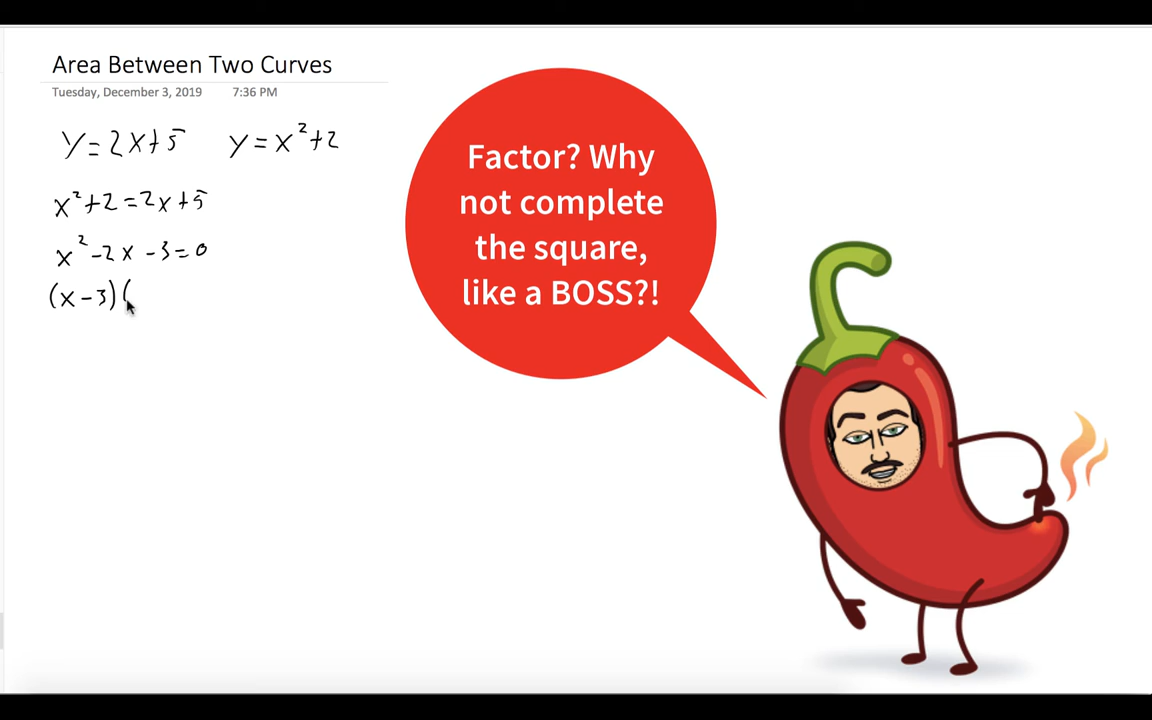 Area Between Two Curves
Tuesday, December 3, 2019 7:36 PM
y = 2x + 5 y = x² + 2
x² + 2 = 2x + 5
x² - 2x - 3 = 0
(x - 3) (
Factor? Why
not complete
the square,
like a BOSS?!